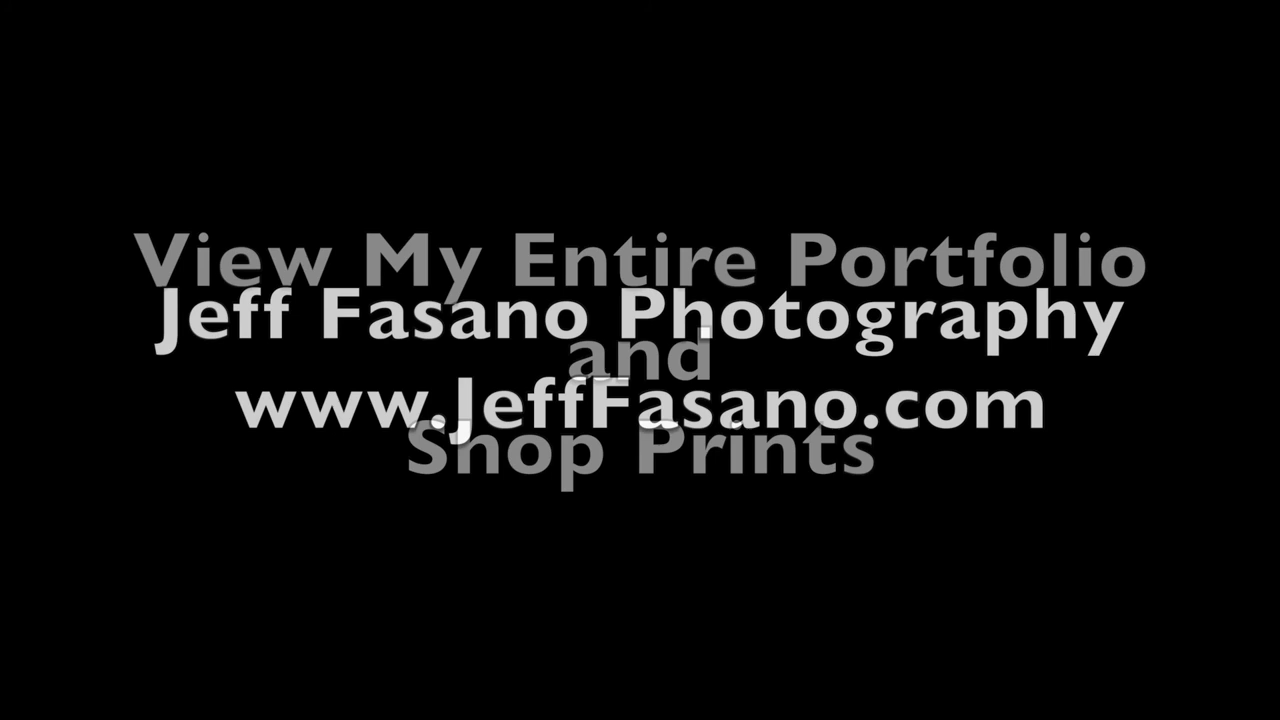 View My Entire Portfolio
Jeff Fasano Photography
and
www.JeffFasano.com
Shop Prints